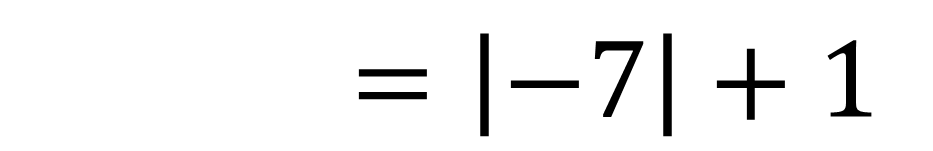 = |−7| + 1